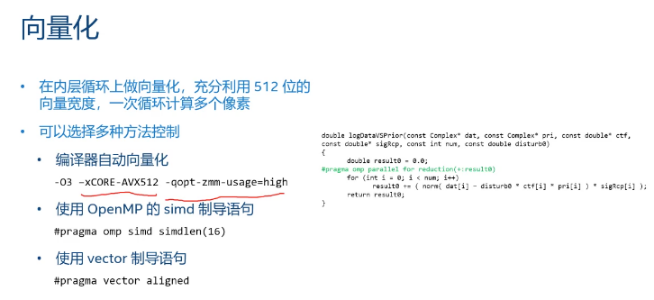 向量化
• 在内层循环上做向量化，充分利用 512 位的
向量宽度，一次循环计算多个像素
• 可以选择多种方法控制
• 编译器自动向量化
-O3 –xCORE-AVX512 -qopt-zmm-usage=high
• 使用 OpenMP 的 simd 制导语句
#pragma omp simd simdlen(16)
• 使用 vector 制导语句
#pragma vector aligned
double logDataVSPrior(const Complex* dat, const Complex* pri, const double* ctf,
const double* sigRcp, const int num, const double disturb0)
{
double result0 = 0.0;
#pragma omp parallel for reduction(+:result0)
for (int i = 0; i < num; i++)
result0 += ( norm( dat[i] - disturb0 * ctf[i] * pri[i] ) * sigRcp[i] );
return result0;
}